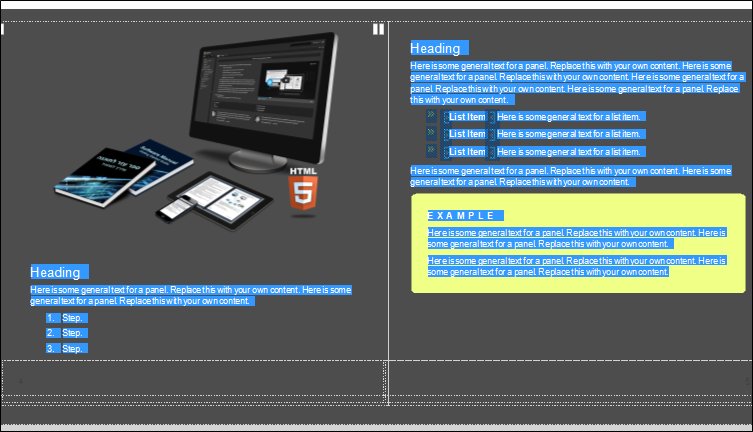 Software Manual
HTML
5
Heading
Here is some general text for a panel. Replace this with your own content. Here is some
general text for a panel. Replace this with your own content.
1. Step.
2. Step.
3. Step.
Heading
Here is some general text for a panel. Replace this with your own content. Here is some
general text for a panel. Replace this with your own content. Here is some general text for a
panel. Replace this with your own content. Here is some general text for a panel. Replace
this with your own content.
» List Item : Here is some general text for a list item.
» List Item : Here is some general text for a list item.
» List Item : Here is some general text for a list item.
Here is some general text for a panel. Replace this with your own content. Here is some
general text for a panel. Replace this with your own content.
EXAMPLE
Here is some general text for a panel. Replace this with your own content. Here is
some general text for a panel. Replace this with your own content.
Here is some general text for a panel. Replace this with your own content. Here is
some general text for a panel. Replace this with your own content.